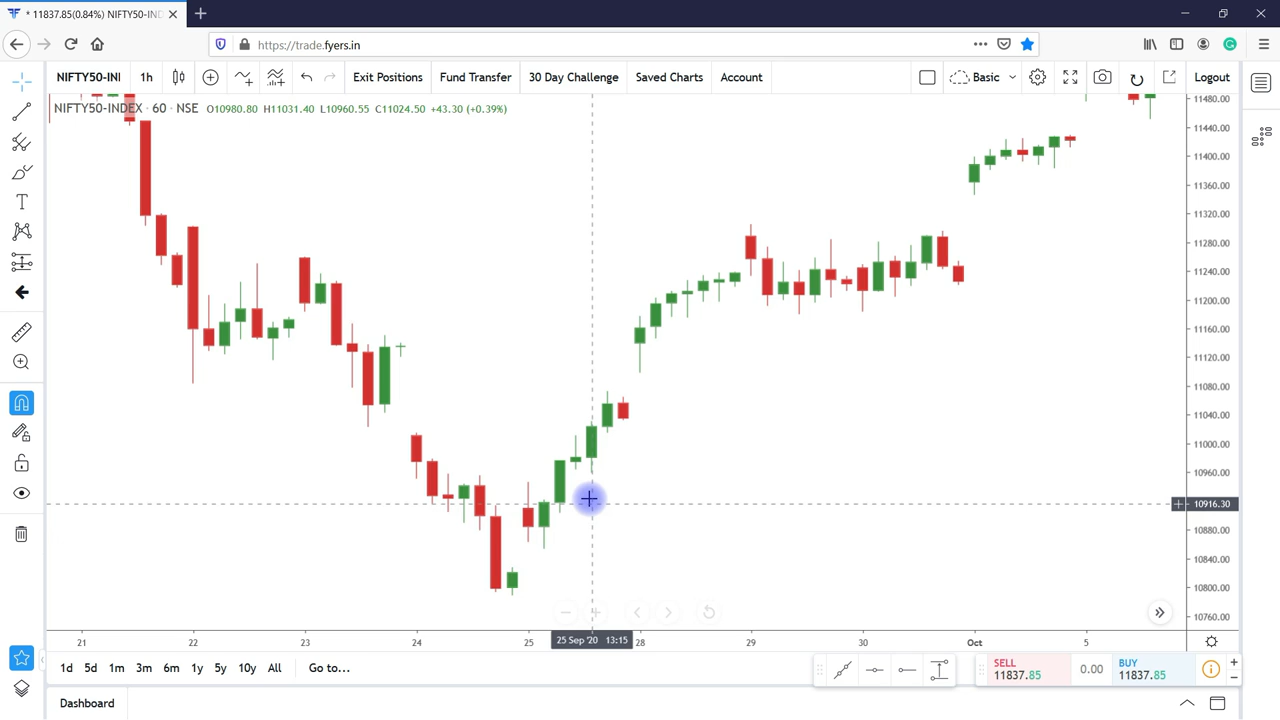 * 11837.85(0.84%) NIFTY50-IND
https://trade.fyers.in
NIFTY50-INI 1h Exit Positions Fund Transfer 30 Day Challenge Saved Charts Account Basic Logout
NIFTY50-INDEX · 60 · NSE O10980.80 H11031.40 L10960.55 C11024.50 +43.30 (+0.39%)
11480.00
11440.00
11400.00
11360.00
11320.00
11280.00
11240.00
11200.00
11160.00
11120.00
11080.00
11040.00
11000.00
10960.00
10916.30
10880.00
10840.00
10800.00
10760.00
21 22 23 24 25 28 29 30 Oct 5
25 Sep '20 13:15
1d 5d 1m 3m 6m 1y 5y 10y All Go to...
SELL 11837.85 0.00 BUY 11837.85
Dashboard